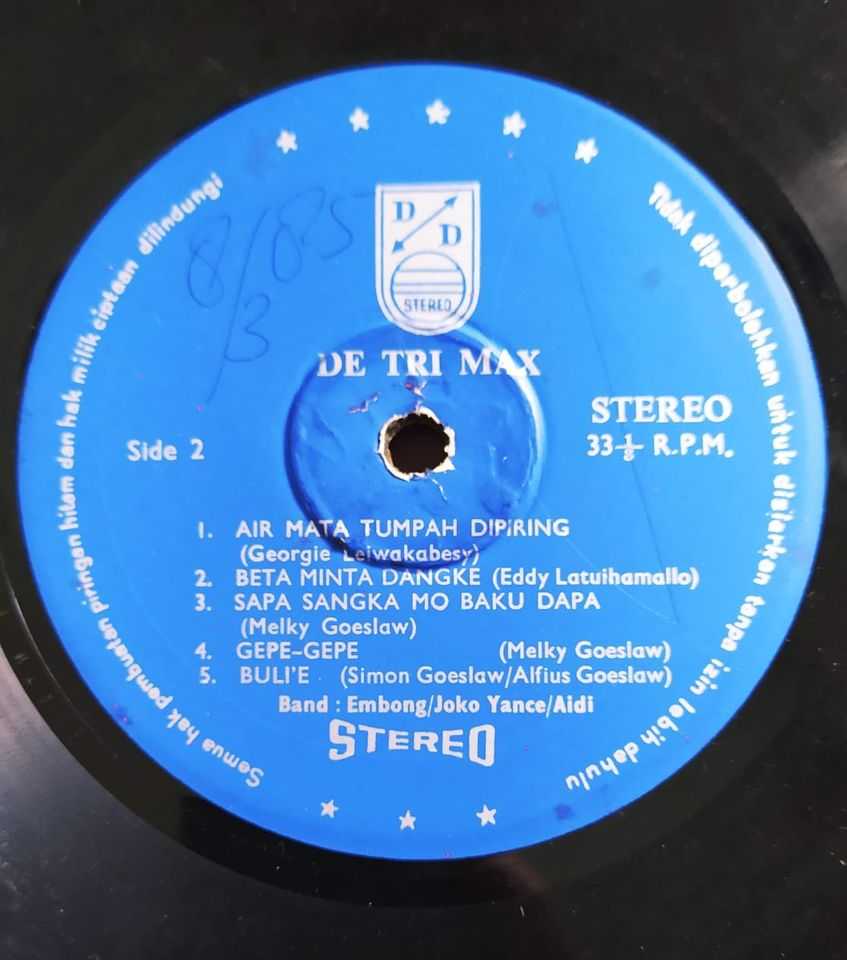 8/85
3
D D
STEREO
DE TRI MAX
STEREO
Side 2
33⅓ R.P.M.
1. AIR MATA TUMPAH DIPIRING
(Georgie Leiwakabesy)
2. BETA MINTA DANGKE (Eddy Latuihamallo)
3. SAPA SANGKA MO BAKU DAPA
(Melky Goeslaw)
4. GEPE-GEPE (Melky Goeslaw)
5. BULI'E (Simon Goeslaw/Alfius Goeslaw)
Band : Embong/Joko Yance/Aidi
STEREO
Semua hak pembuatan piringan hitam dan hak milik ciptaan dilindungi
Tidak diperbolehkan untuk disiarkan tanpa izin lebih dahulu